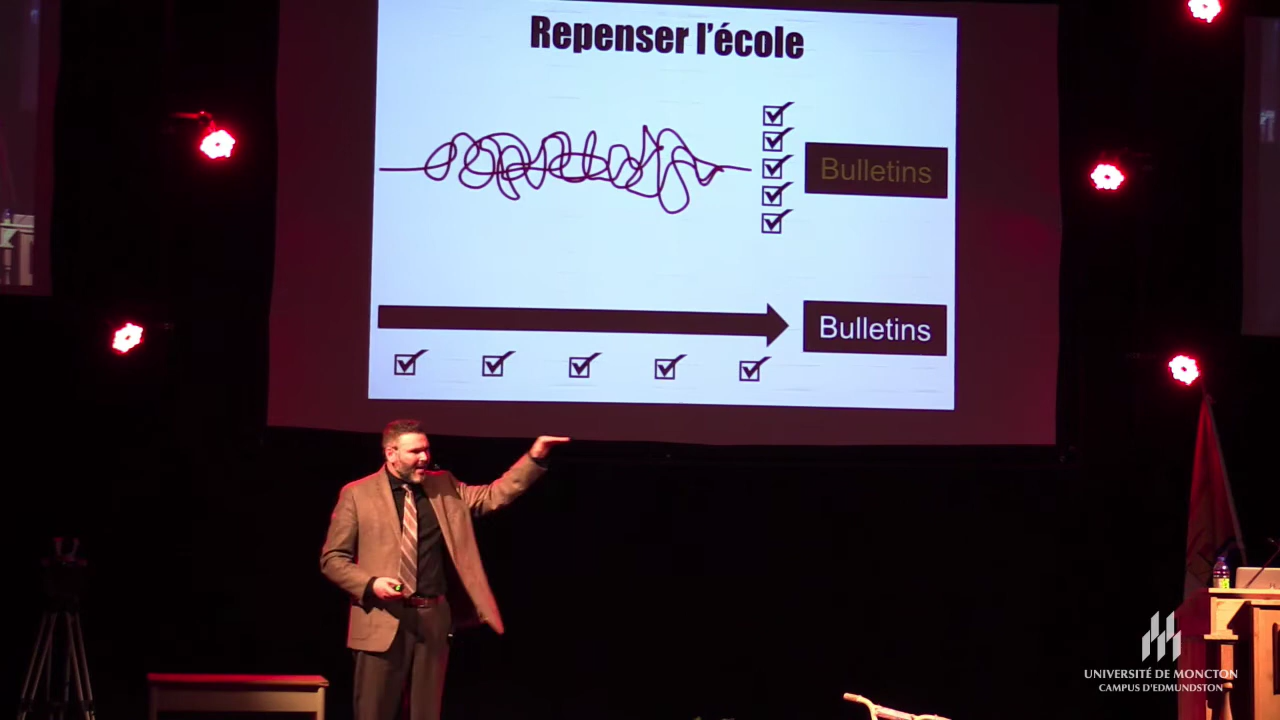 Repenser l'école
Bulletins
Bulletins
UNIVERSITÉ DE MONCTON
CAMPUS D'EDMUNDSTON